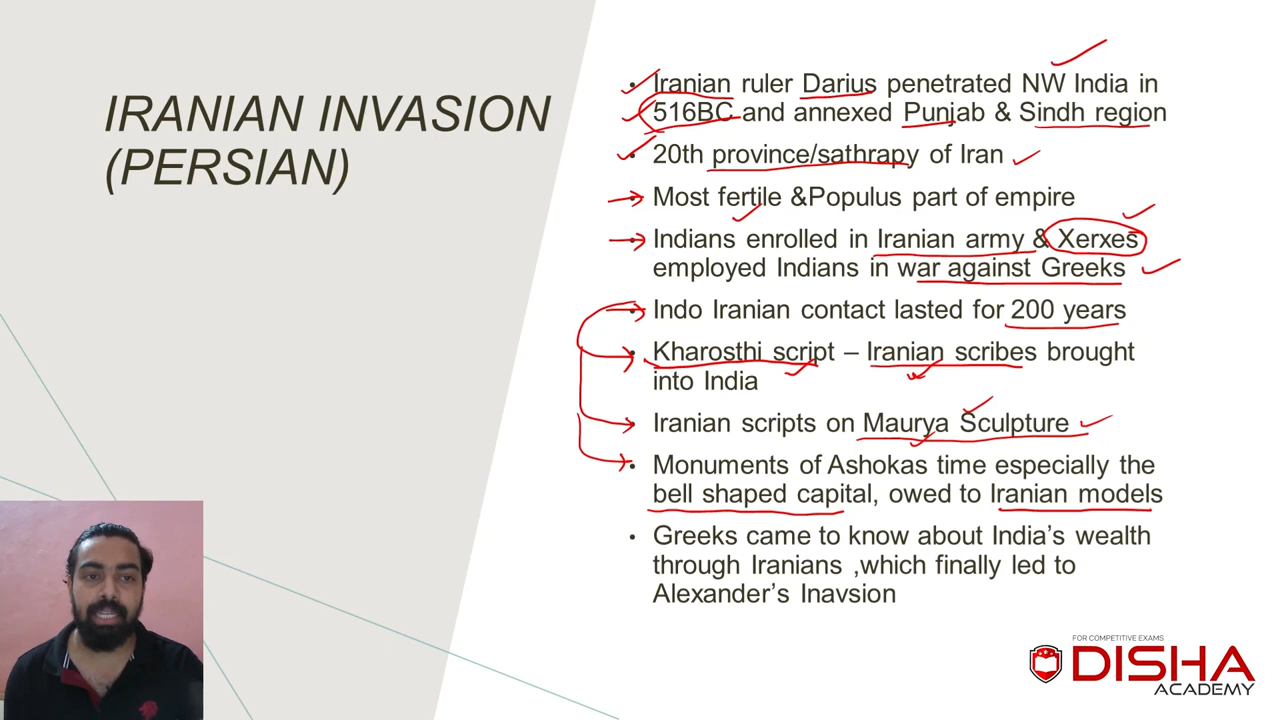 IRANIAN INVASION
(PERSIAN)
• Iranian ruler Darius penetrated NW India in
516BC and annexed Punjab & Sindh region
• 20th province/sathrapy of Iran
Most fertile &Populus part of empire
Indians enrolled in Iranian army & Xerxes
employed Indians in war against Greeks
• Indo Iranian contact lasted for 200 years
• Kharosthi script – Iranian scribes brought
into India
Iranian scripts on Maurya Sculpture
• Monuments of Ashokas time especially the
bell shaped capital, owed to Iranian models
• Greeks came to know about India's wealth
through Iranians ,which finally led to
Alexander's Inavsion
FOR COMPETITIVE EXAMS
DISHA
ACADEMY